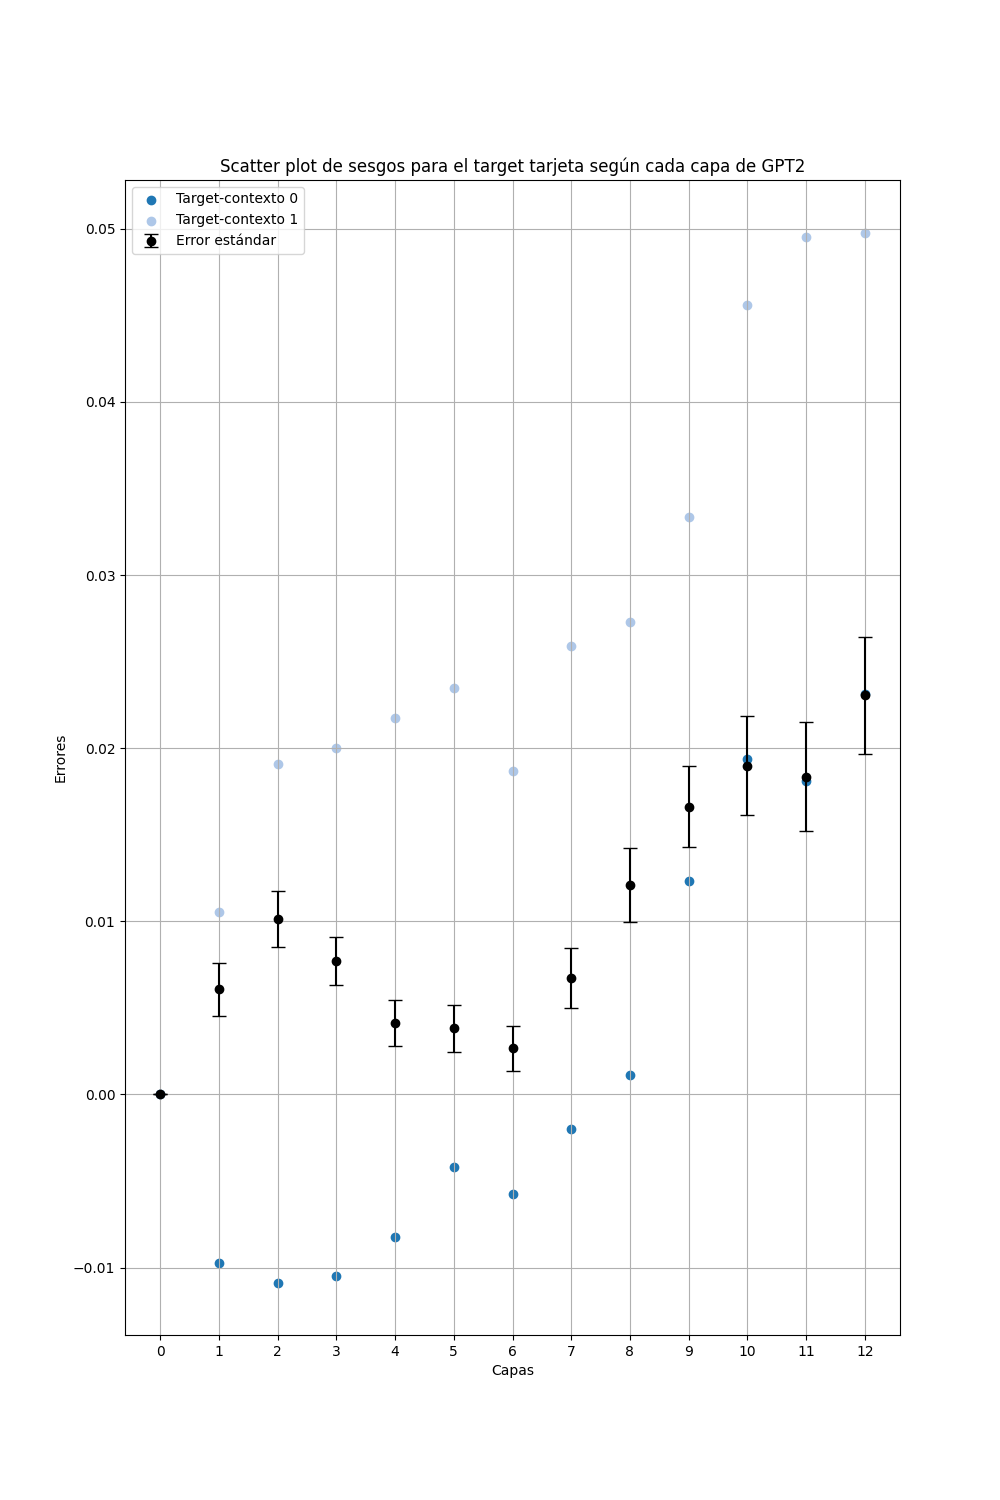 Scatter plot de sesgos para el target tarjeta según cada capa de GPT2
Target-contexto 0
Target-contexto 1
Error estándar
0.05
0.04
0.03
0.02
0.01
0.00
−0.01
Errores
0 1 2 3 4 5 6 7 8 9 10 11 12
Capas